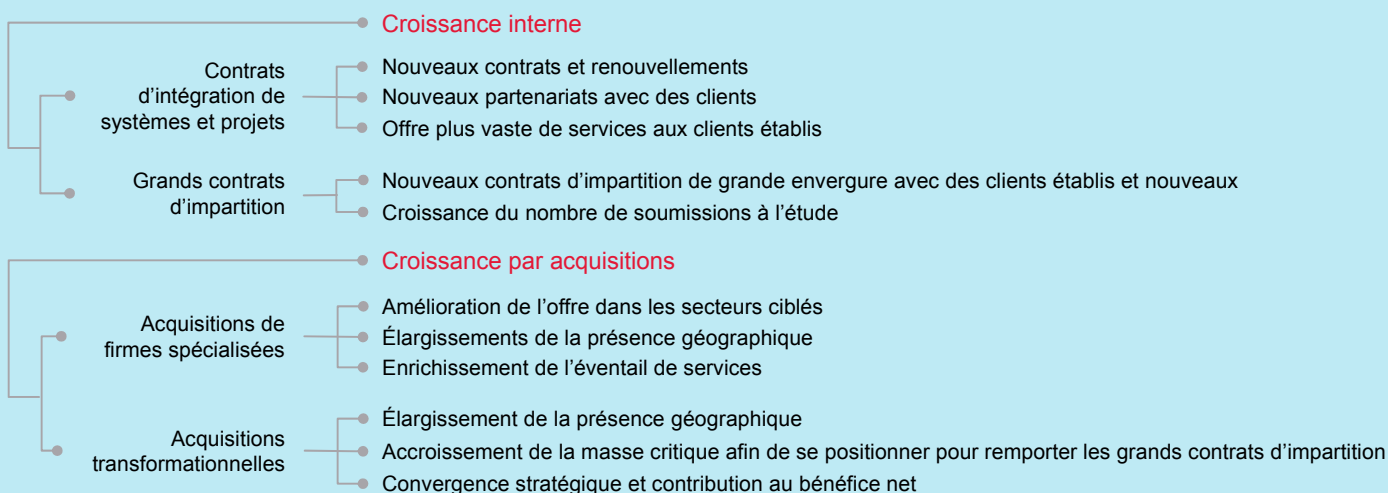 Croissance interne
Contrats
d’intégration de
systèmes et projets
Nouveaux contrats et renouvellements
Nouveaux partenariats avec des clients
Offre plus vaste de services aux clients établis
Grands contrats
d’impartition
Nouveaux contrats d’impartition de grande envergure avec des clients établis et nouveaux
Croissance du nombre de soumissions à l’étude
Croissance par acquisitions
Acquisitions de
firmes spécialisées
Amélioration de l’offre dans les secteurs ciblés
Élargissements de la présence géographique
Enrichissement de l’éventail de services
Acquisitions
transformationnelles
Élargissement de la présence géographique
Accroissement de la masse critique afin de se positionner pour remporter les grands contrats d’impartition
Convergence stratégique et contribution au bénéfice net